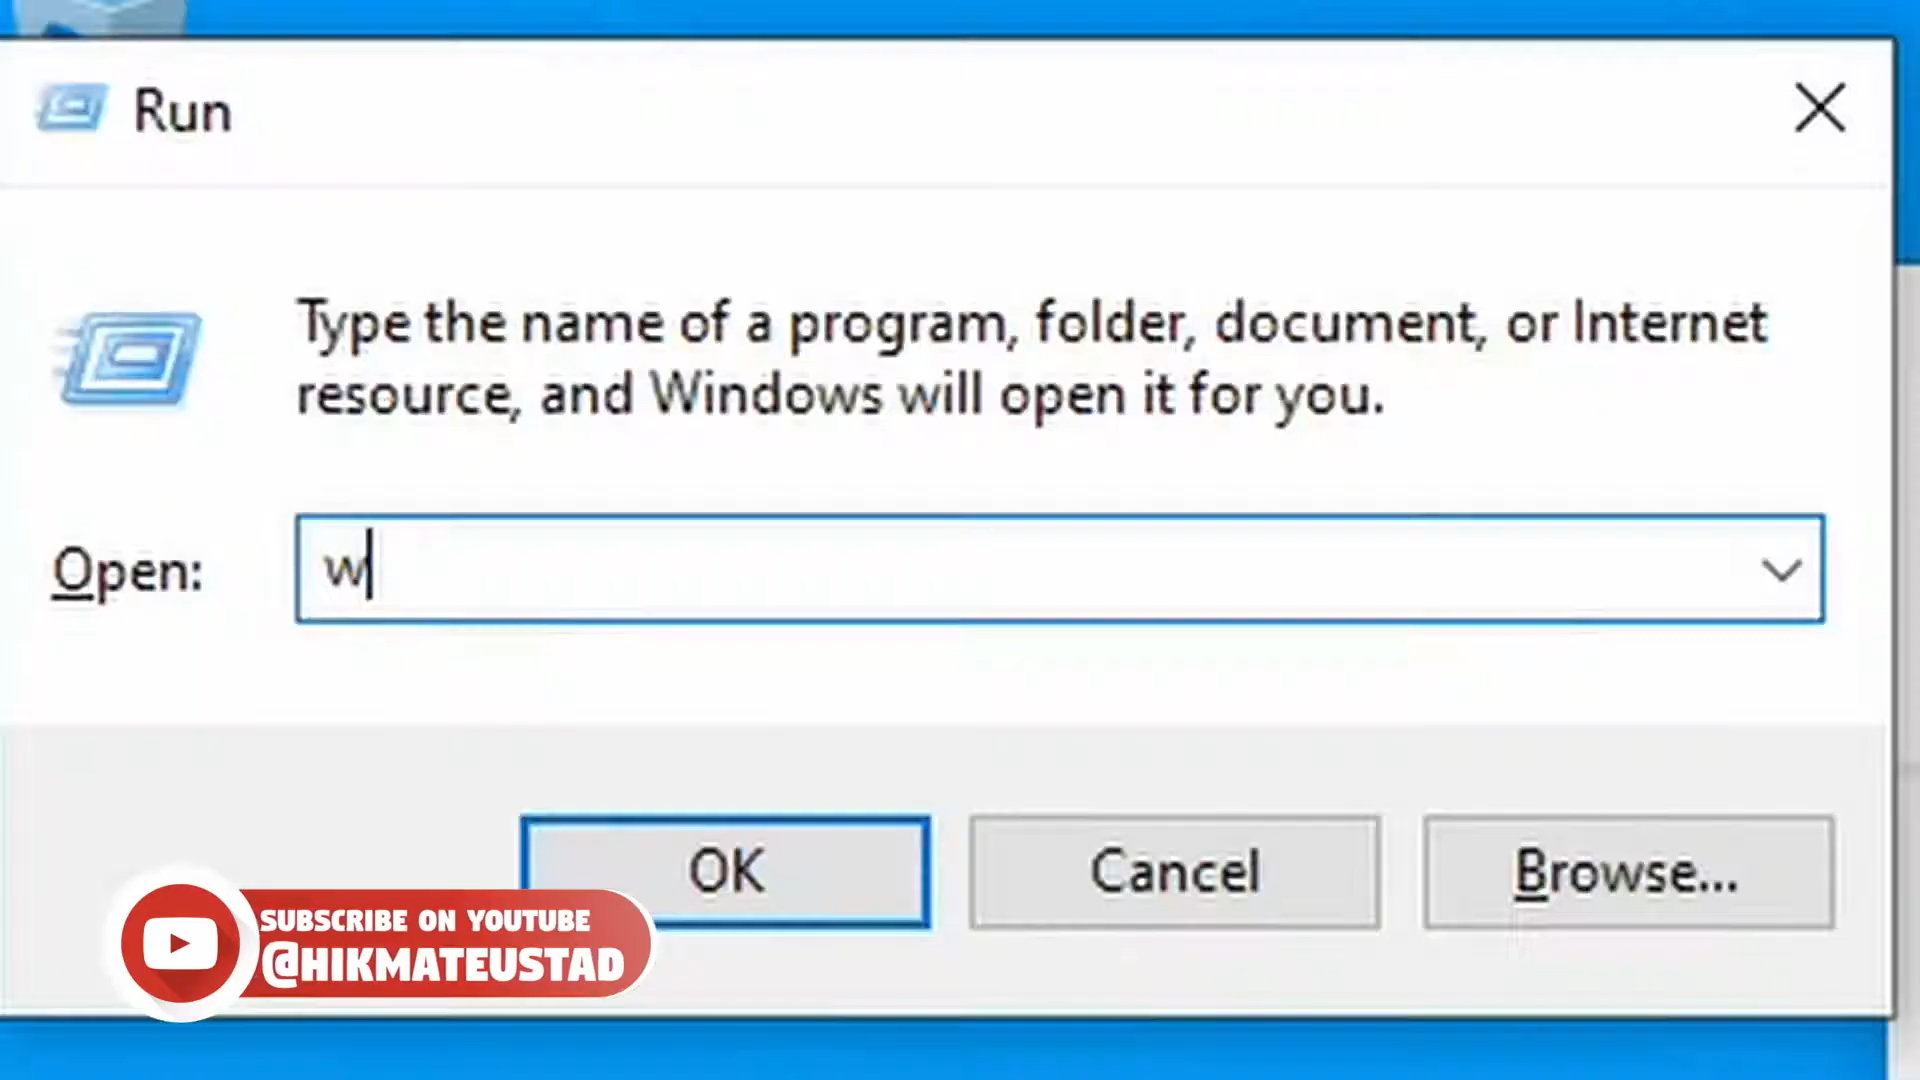 Run
Type the name of a program, folder, document, or Internet
resource, and Windows will open it for you.
Open:
w
OK
Cancel
Browse...
SUBSCRIBE ON YOUTUBE
@HIKMATEUSTAD